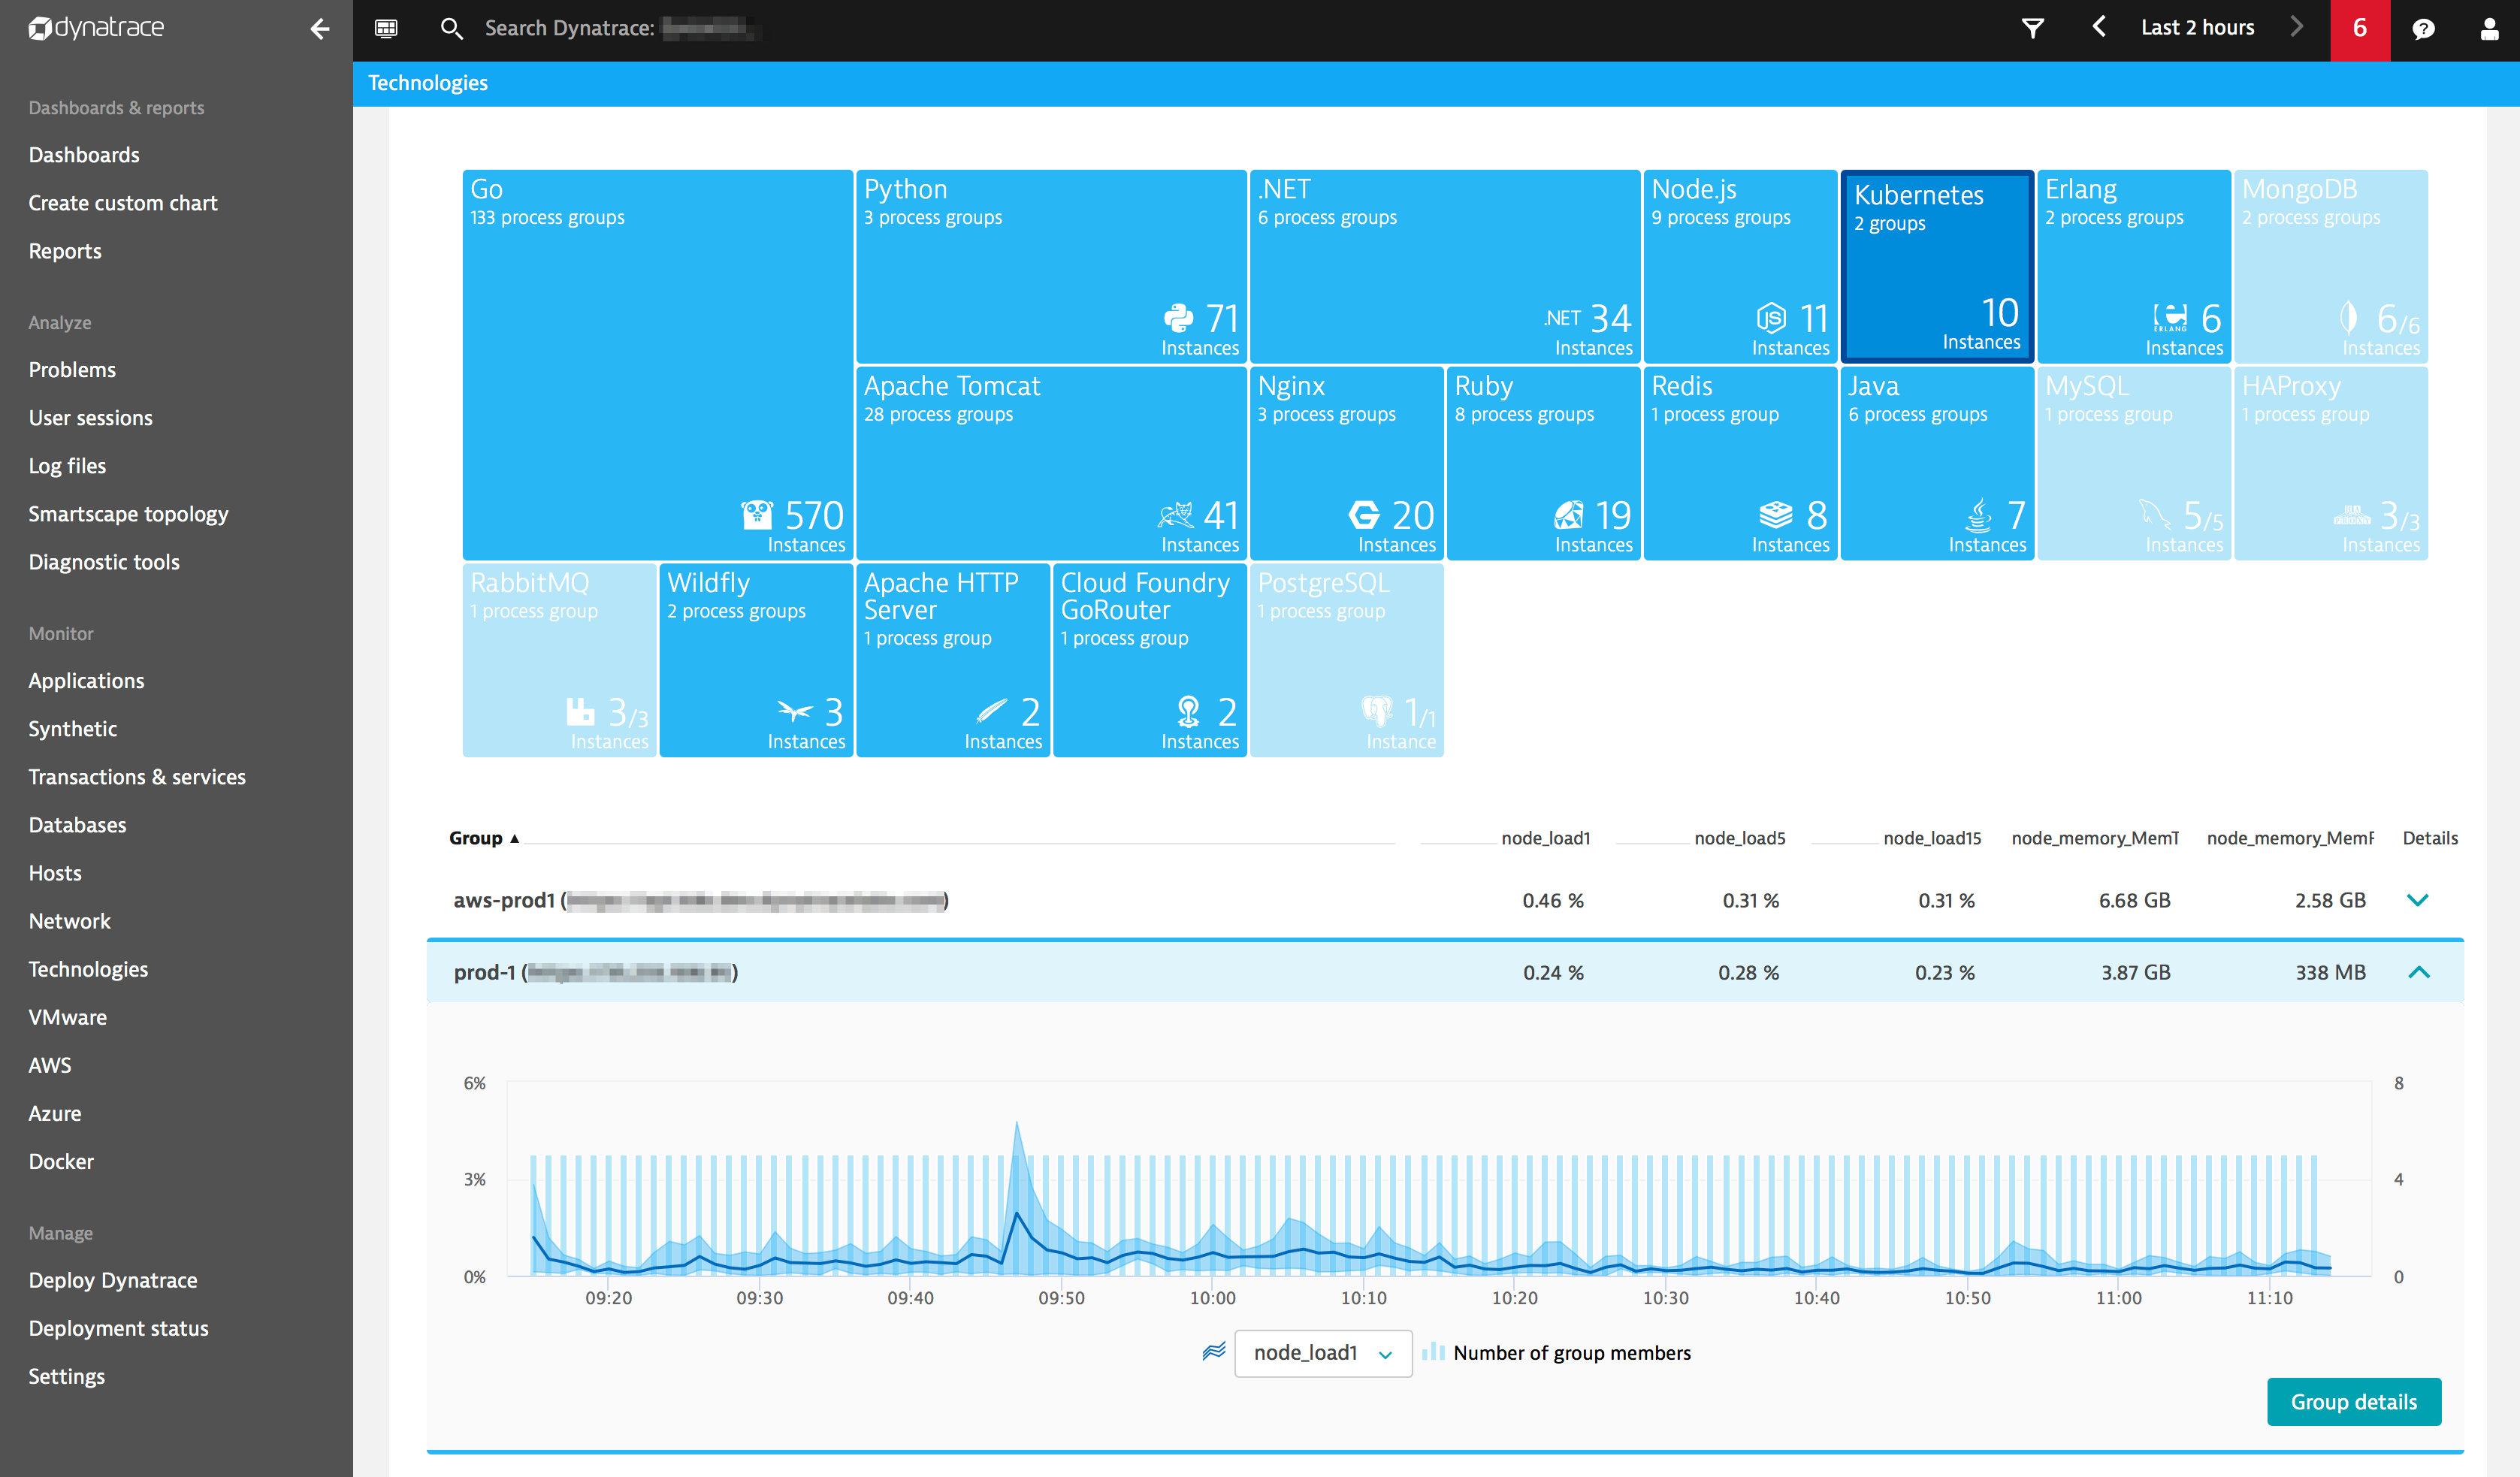 dynatrace
Search Dynatrace:
Last 2 hours
6
Technologies
Dashboards & reports
Dashboards
Create custom chart
Reports
Analyze
Problems
User sessions
Log files
Smartscape topology
Diagnostic tools
Monitor
Applications
Synthetic
Transactions & services
Databases
Hosts
Network
Technologies
VMware
AWS
Azure
Docker
Manage
Deploy Dynatrace
Deployment status
Settings
Go
133 process groups
570
Instances
Python
3 process groups
71
Instances
.NET
6 process groups
.NET 34
Instances
Node.js
9 process groups
JS 11
Instances
Kubernetes
2 groups
10
Instances
Erlang
2 process groups
ERLANG 6
Instances
MongoDB
2 process groups
6/6
Instances
Apache Tomcat
28 process groups
41
Instances
Nginx
3 process groups
20
Instances
Ruby
8 process groups
19
Instances
Redis
1 process group
8
Instances
Java
6 process groups
7
Instances
MySQL
1 process group
5/5
Instances
HAProxy
1 process group
3/3
Instances
RabbitMQ
1 process group
3/3
Instances
Wildfly
2 process groups
3
Instances
Apache HTTP
Server
1 process group
2
Instances
Cloud Foundry
GoRouter
1 process group
2
Instances
PostgreSQL
1 process group
1/1
Instance
Group ▲ node_load1 node_load5 node_load15 node_memory_MemT node_memory_MemF Details
aws-prod1 ( ) 0.46 % 0.31 % 0.31 % 6.68 GB 2.58 GB
prod-1 ( ) 0.24 % 0.28 % 0.23 % 3.87 GB 338 MB
6% 8
3% 4
0% 0
09:20 09:30 09:40 09:50 10:00 10:10 10:20 10:30 10:40 10:50 11:00 11:10
node_load1 Number of group members
Group details